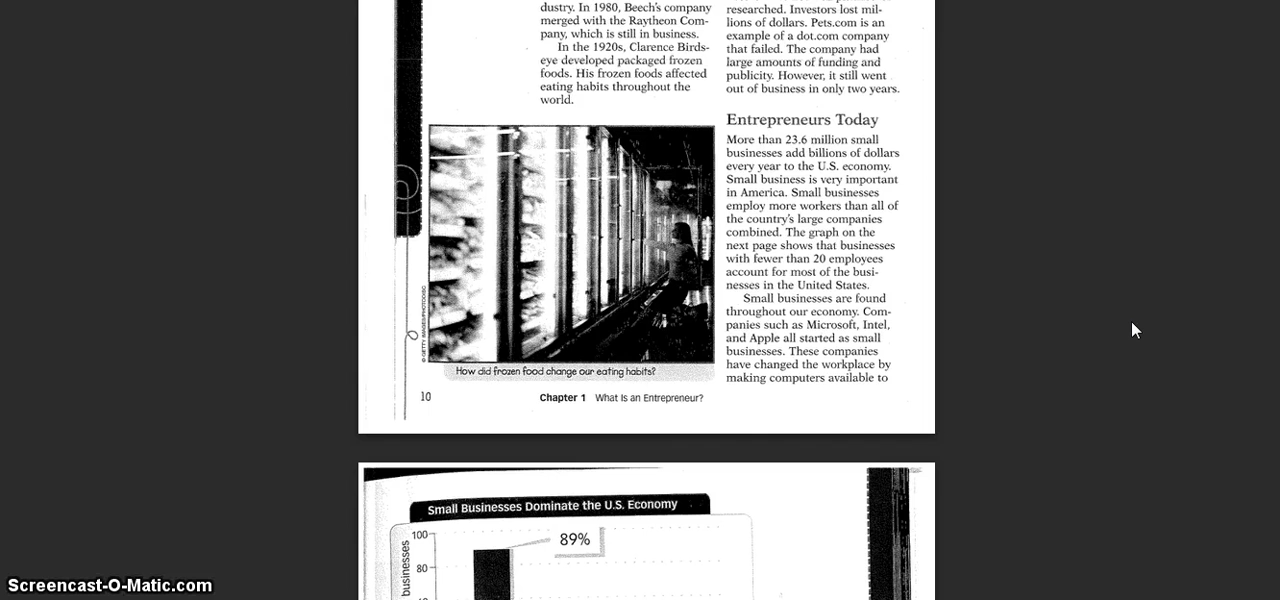 dustry. In 1980, Beech's company
merged with the Raytheon Com-
pany, which is still in business.
In the 1920s, Clarence Birds-
eye developed packaged frozen
foods. His frozen foods affected
eating habits throughout the
world.
© GETTY IMAGES/PHOTODISC
How did frozen food change our eating habits?
10
Chapter 1 What Is an Entrepreneur?
researched. Investors lost mil-
lions of dollars. Pets.com is an
example of a dot.com company
that failed. The company had
large amounts of funding and
publicity. However, it still went
out of business in only two years.
Entrepreneurs Today
More than 23.6 million small
businesses add billions of dollars
every year to the U.S. economy.
Small business is very important
in America. Small businesses
employ more workers than all of
the country's large companies
combined. The graph on the
next page shows that businesses
with fewer than 20 employees
account for most of the busi-
nesses in the United States.
Small businesses are found
throughout our economy. Com-
panies such as Microsoft, Intel,
and Apple all started as small
businesses. These companies
have changed the workplace by
making computers available to
Small Businesses Dominate the U.S. Economy
100
89%
80
businesses
Screencast-O-Matic.com